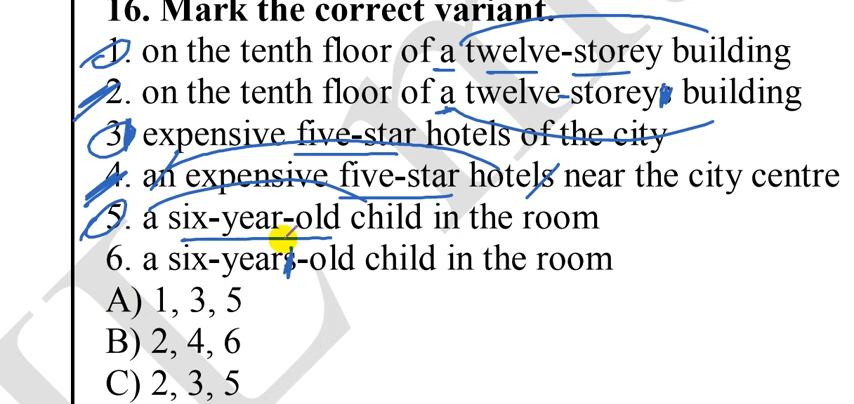 16. Mark the correct variant.
1. on the tenth floor of a twelve-storey building
2. on the tenth floor of a twelve-storeys building
3. expensive five-star hotels of the city
4. an expensive five-star hotels near the city centre
5. a six-year-old child in the room
6. a six-years-old child in the room
A) 1, 3, 5
B) 2, 4, 6
C) 2, 3, 5